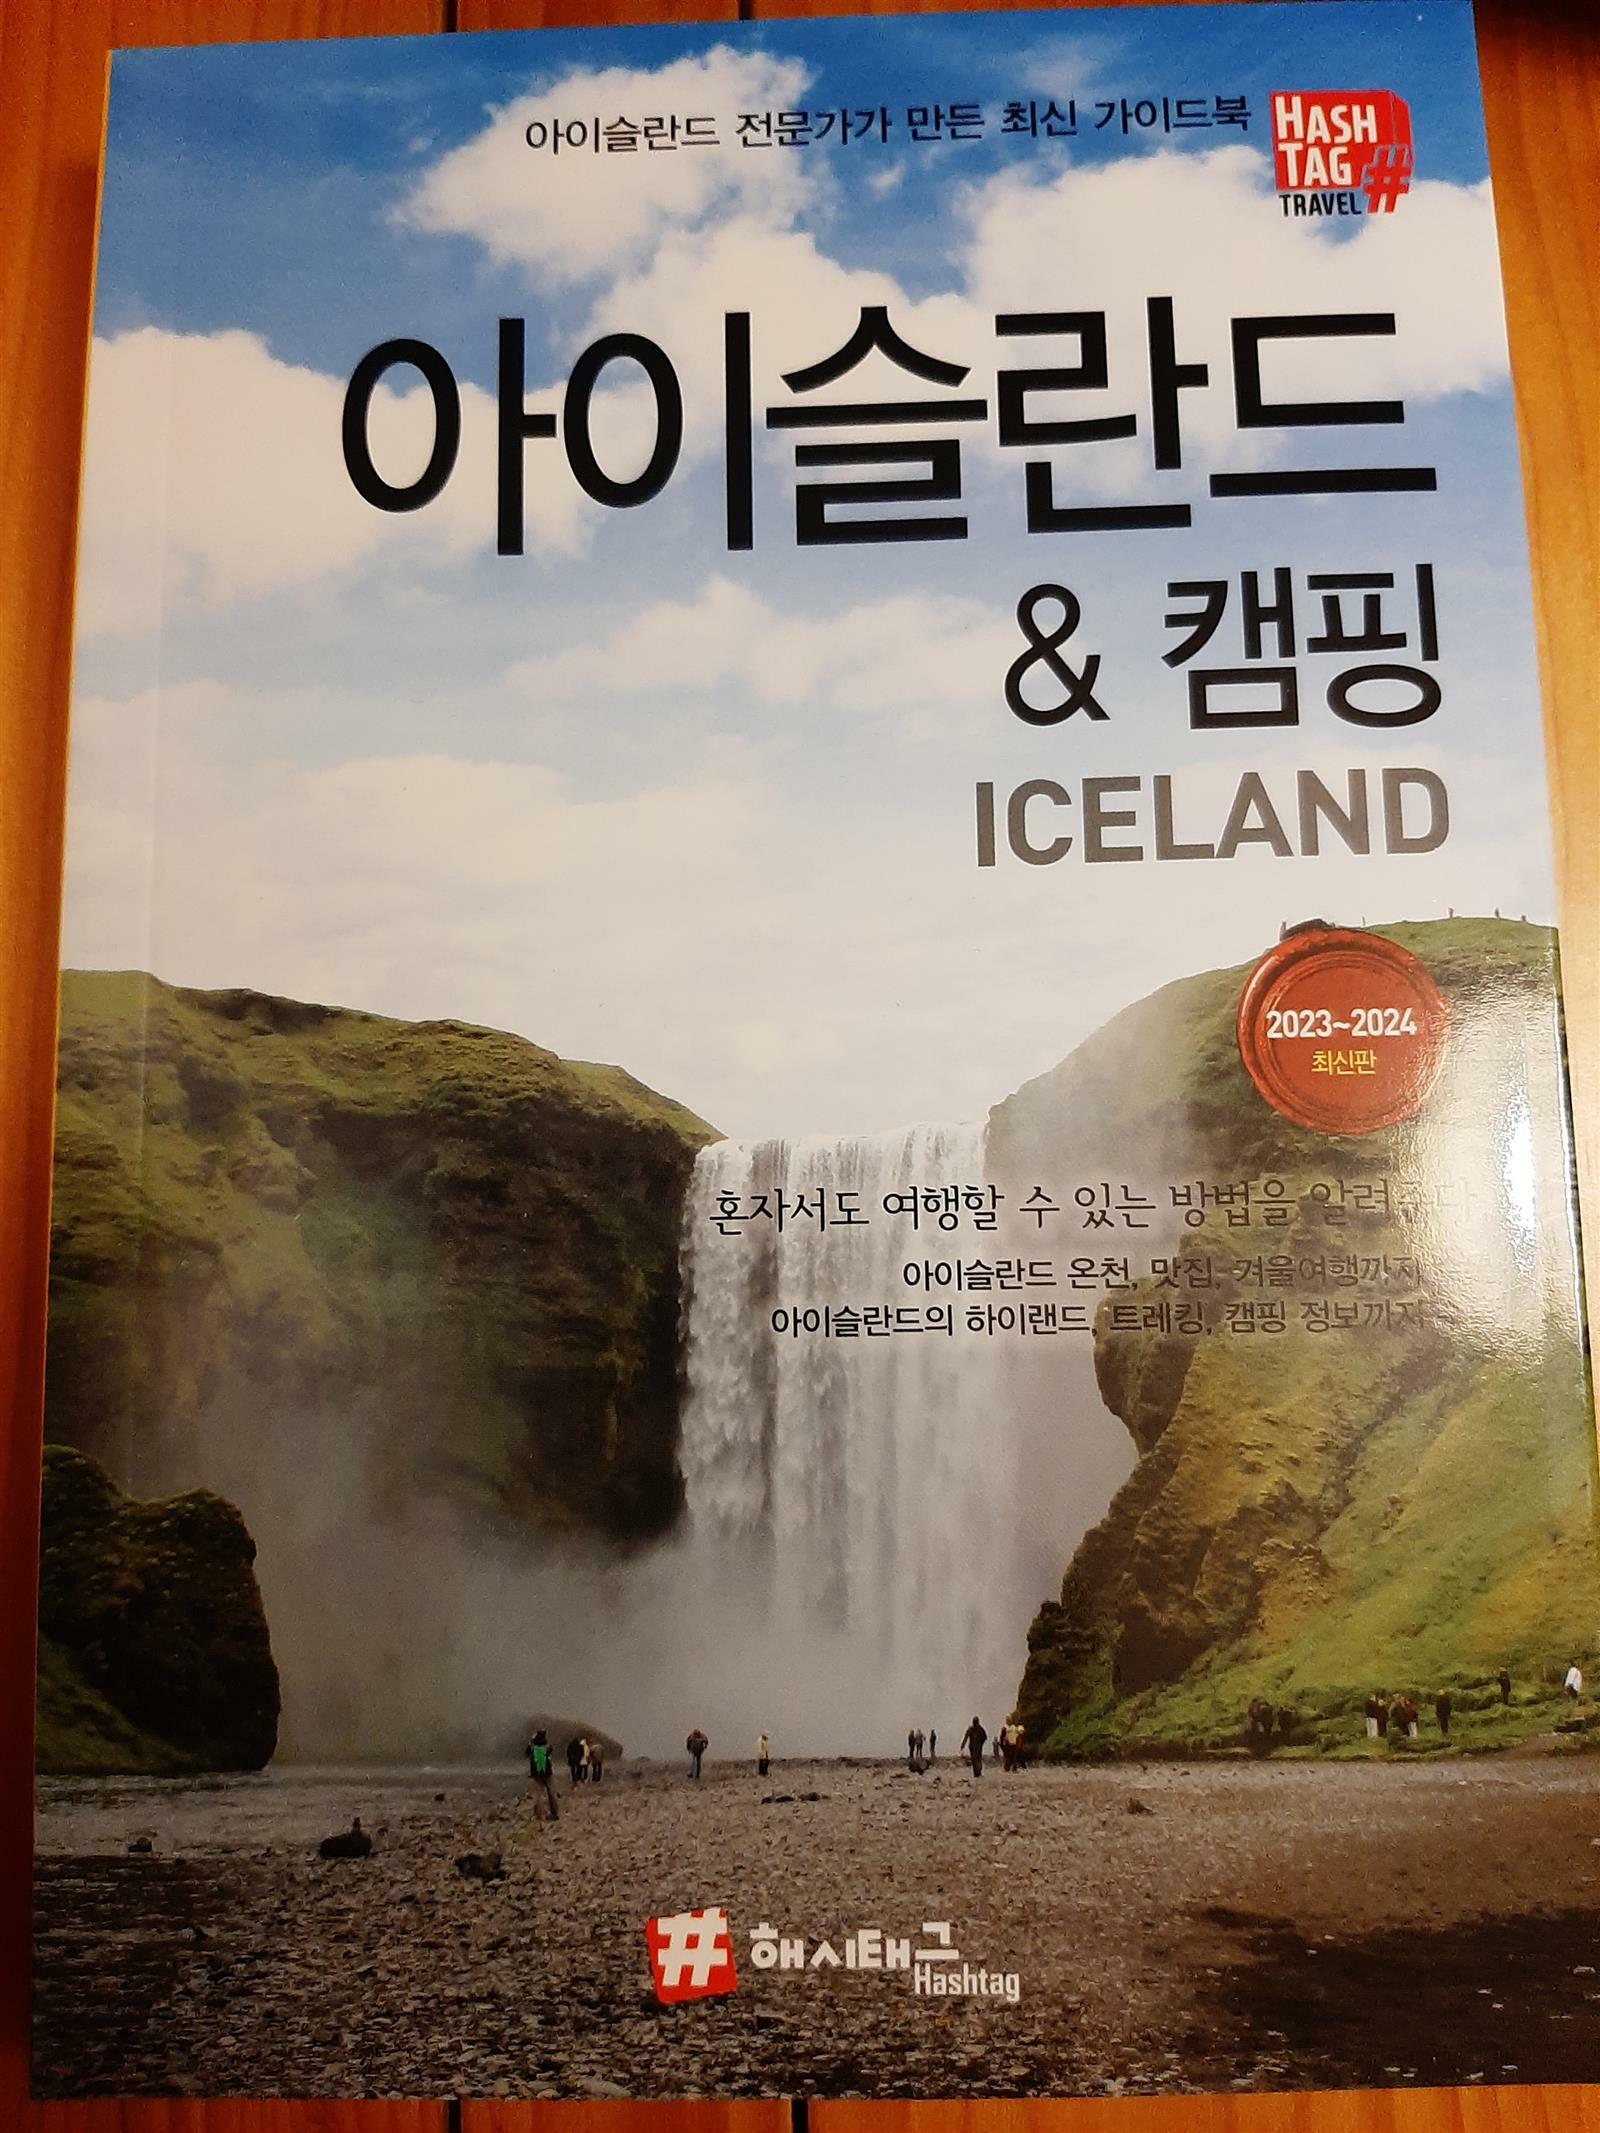 아이슬란드 전문가가 만든 최신 가이드북
HASH
TAG #
TRAVEL
아이슬란드
& 캠핑
ICELAND
2023~2024
최신판
혼자서도 여행할 수 있는 방법을 알려
아이슬란드 온천, 맛집, 겨울여행까지
아이슬란드의 하이랜드, 트레킹, 캠핑 정보까지
# 해시태그
Hashtag